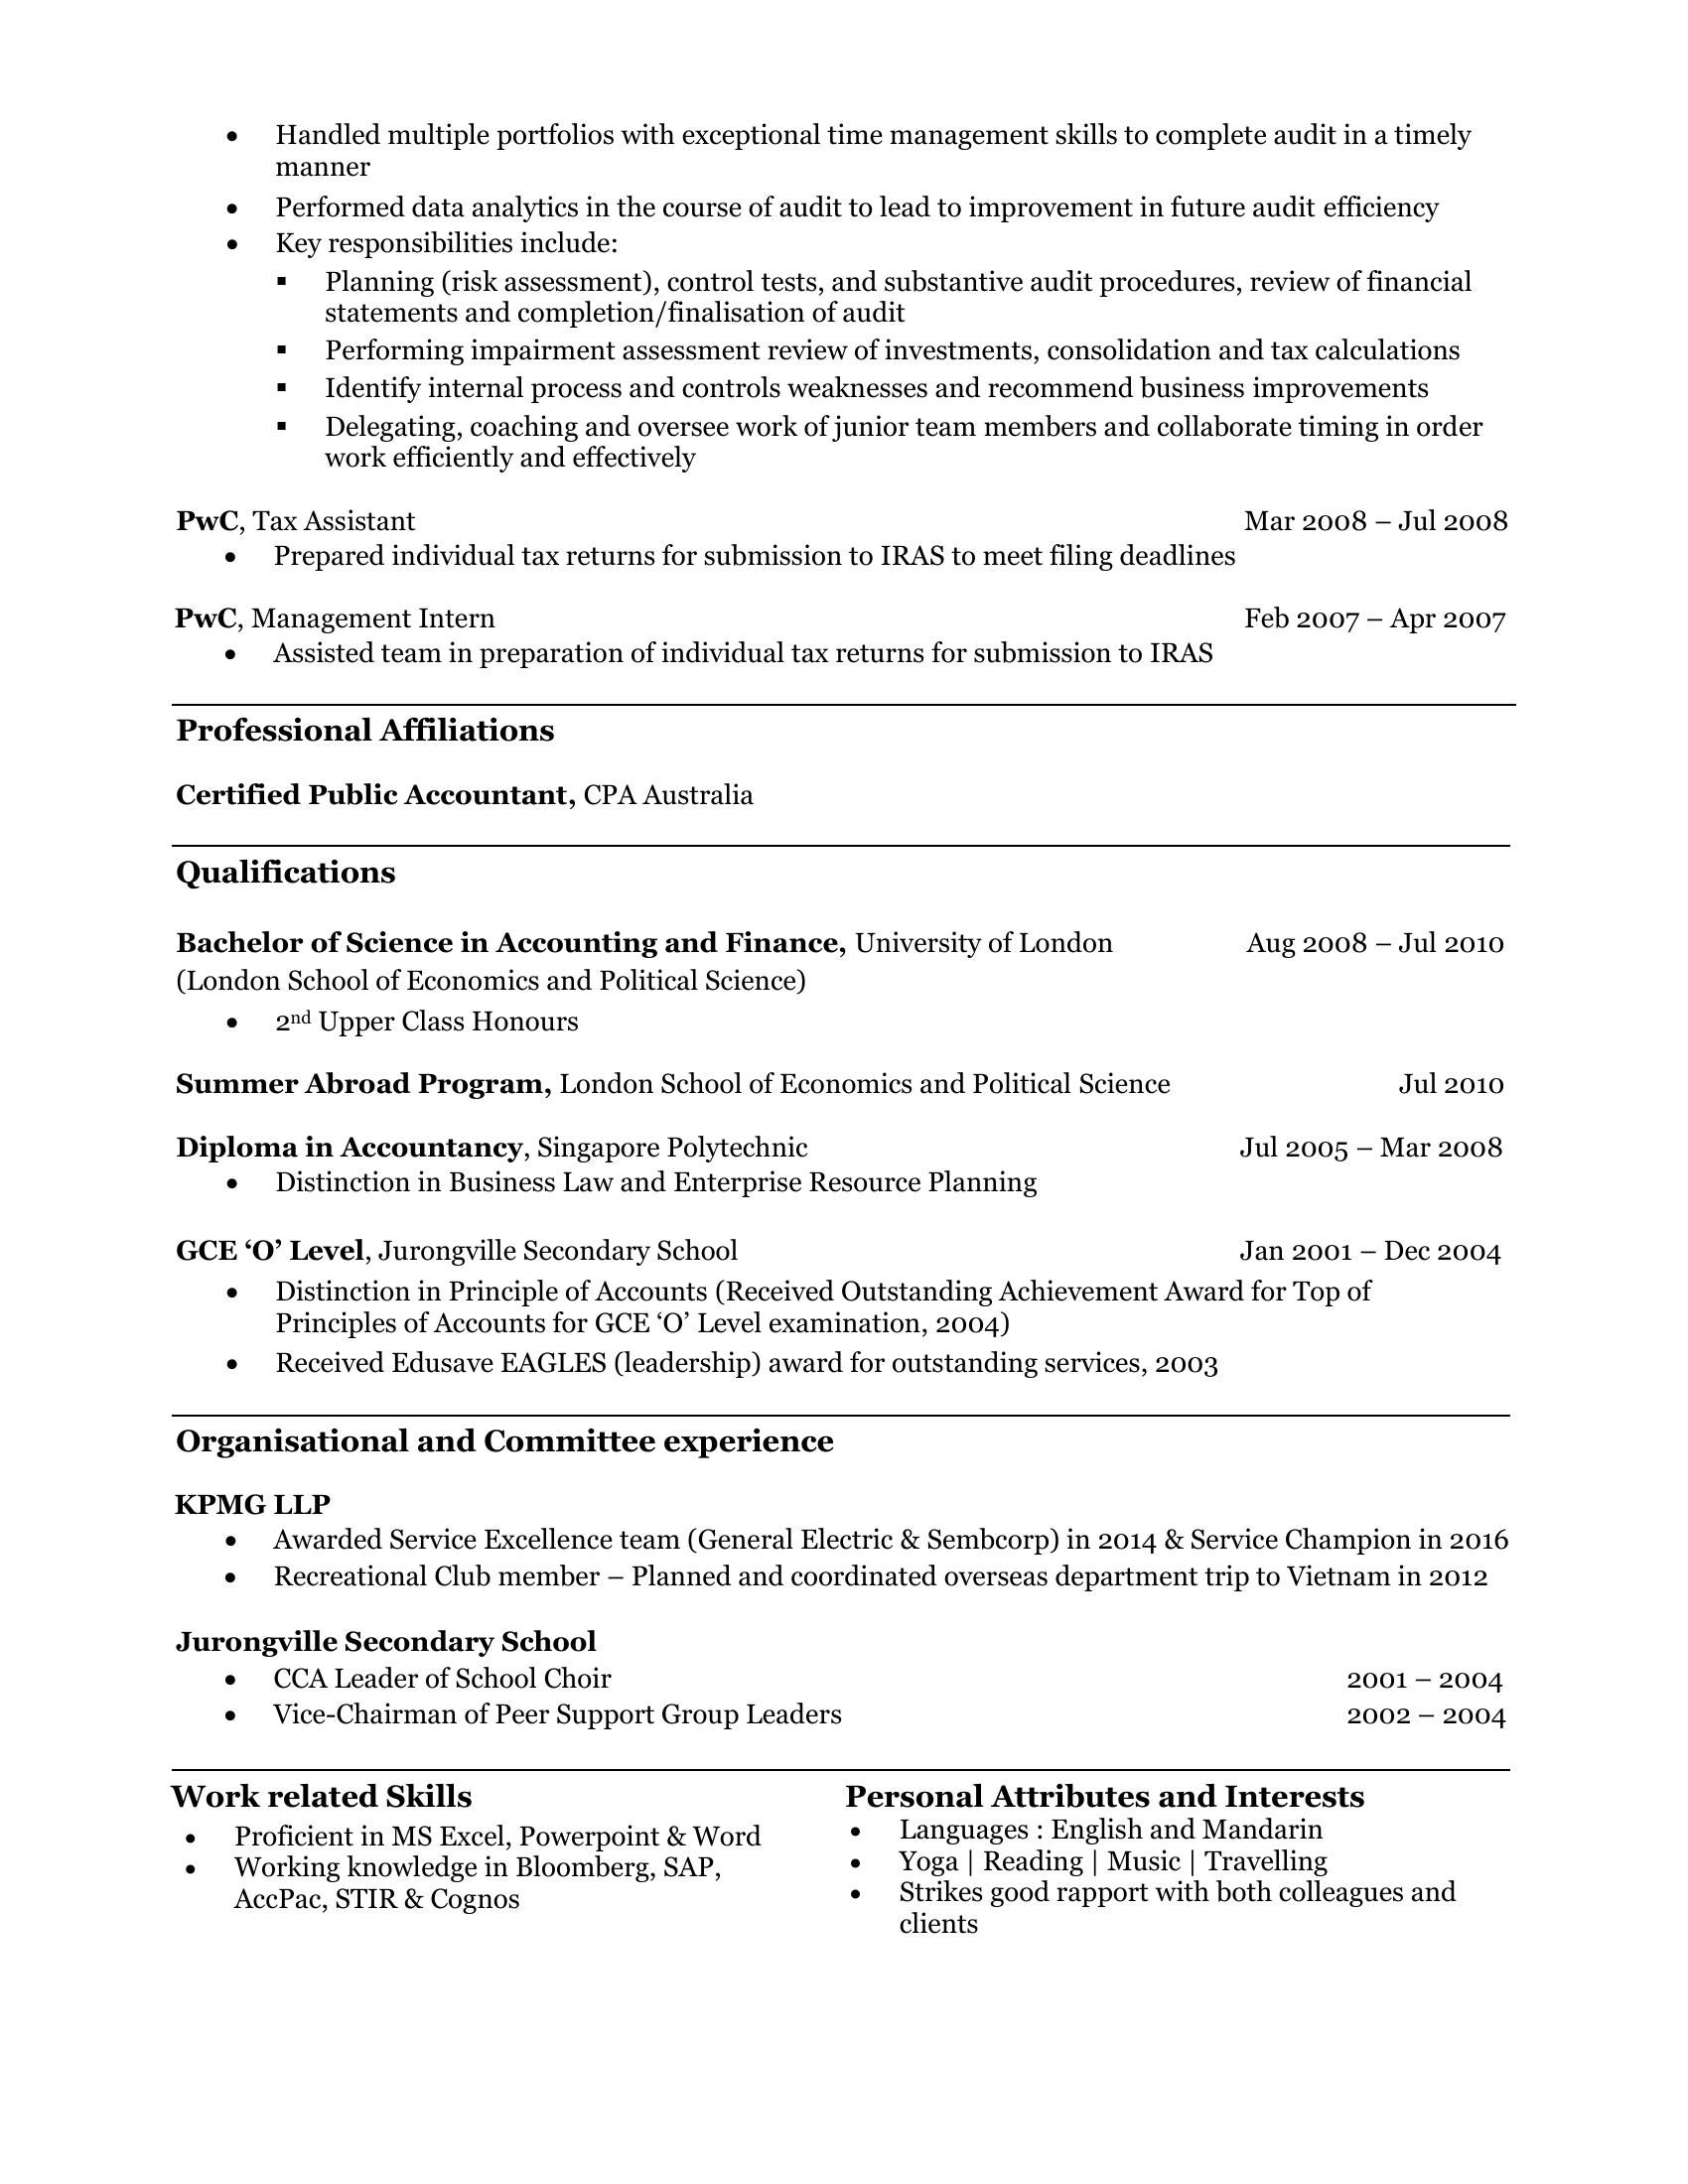 • Handled multiple portfolios with exceptional time management skills to complete audit in a timely
manner
• Performed data analytics in the course of audit to lead to improvement in future audit efficiency
• Key responsibilities include:
▪ Planning (risk assessment), control tests, and substantive audit procedures, review of financial
statements and completion/finalisation of audit
▪ Performing impairment assessment review of investments, consolidation and tax calculations
▪ Identify internal process and controls weaknesses and recommend business improvements
▪ Delegating, coaching and oversee work of junior team members and collaborate timing in order
work efficiently and effectively
PwC, Tax Assistant Mar 2008 – Jul 2008
• Prepared individual tax returns for submission to IRAS to meet filing deadlines
PwC, Management Intern Feb 2007 – Apr 2007
• Assisted team in preparation of individual tax returns for submission to IRAS
Professional Affiliations
Certified Public Accountant, CPA Australia
Qualifications
Bachelor of Science in Accounting and Finance, University of London Aug 2008 – Jul 2010
(London School of Economics and Political Science)
• 2nd Upper Class Honours
Summer Abroad Program, London School of Economics and Political Science Jul 2010
Diploma in Accountancy, Singapore Polytechnic Jul 2005 – Mar 2008
• Distinction in Business Law and Enterprise Resource Planning
GCE ‘O’ Level, Jurongville Secondary School Jan 2001 – Dec 2004
• Distinction in Principle of Accounts (Received Outstanding Achievement Award for Top of
Principles of Accounts for GCE ‘O’ Level examination, 2004)
• Received Edusave EAGLES (leadership) award for outstanding services, 2003
Organisational and Committee experience
KPMG LLP
• Awarded Service Excellence team (General Electric & Sembcorp) in 2014 & Service Champion in 2016
• Recreational Club member – Planned and coordinated overseas department trip to Vietnam in 2012
Jurongville Secondary School
• CCA Leader of School Choir 2001 – 2004
• Vice-Chairman of Peer Support Group Leaders 2002 – 2004
Work related Skills
• Proficient in MS Excel, Powerpoint & Word
• Working knowledge in Bloomberg, SAP,
AccPac, STIR & Cognos
Personal Attributes and Interests
• Languages : English and Mandarin
• Yoga | Reading | Music | Travelling
• Strikes good rapport with both colleagues and
clients